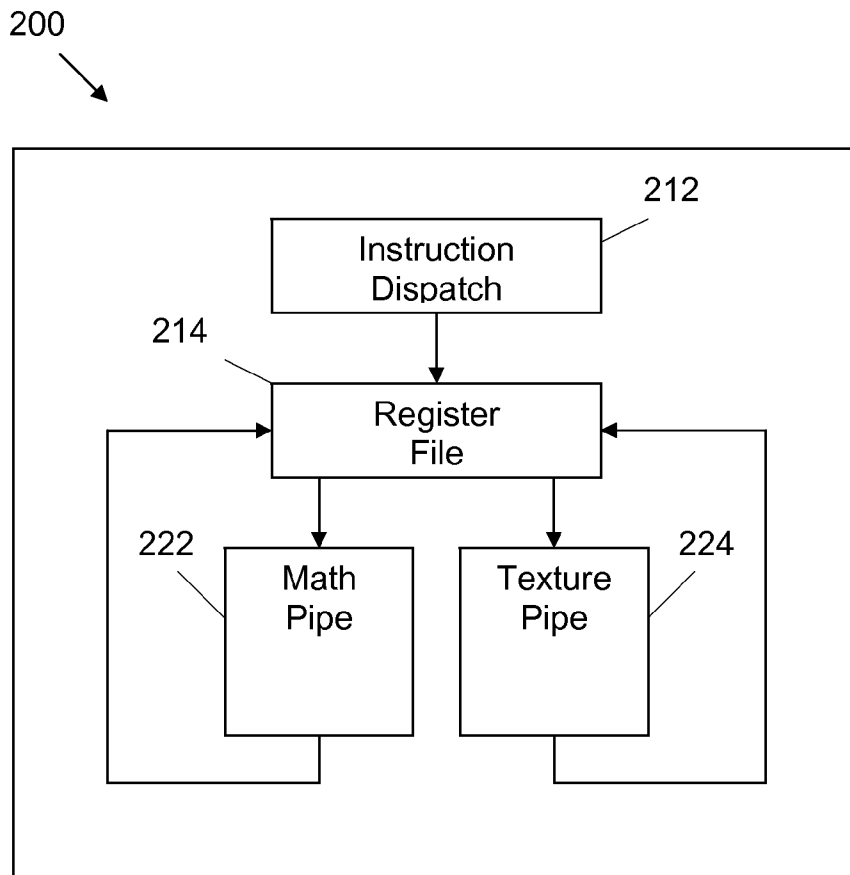 200
212
Instruction
Dispatch
214
Register
File
222
Math
Pipe
Texture
Pipe
224